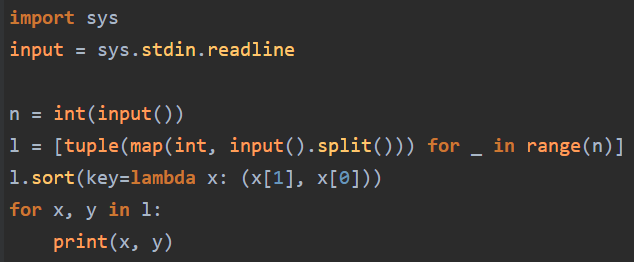 import sys
input = sys.stdin.readline
n = int(input())
l = [tuple(map(int, input().split())) for _ in range(n)]
l.sort(key=lambda x: (x[1], x[0]))
for x, y in l:
    print(x, y)